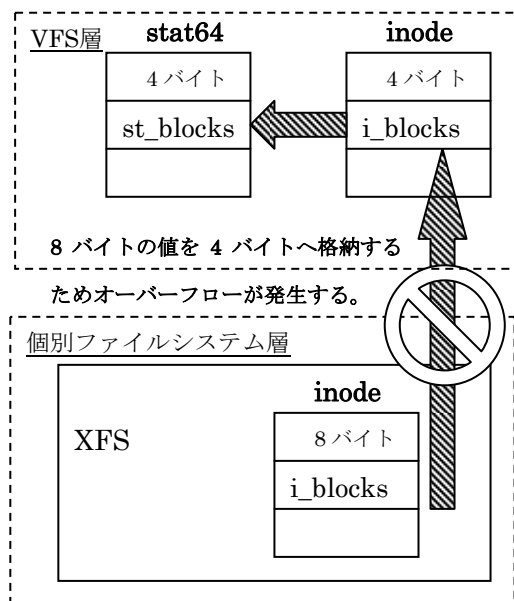 VFS層
stat64
inode
4 バイト
4 バイト
st_blocks
i_blocks
8 バイトの値を 4 バイトへ格納する
ためオーバーフローが発生する。
個別ファイルシステム層
inode
XFS
8 バイト
i_blocks